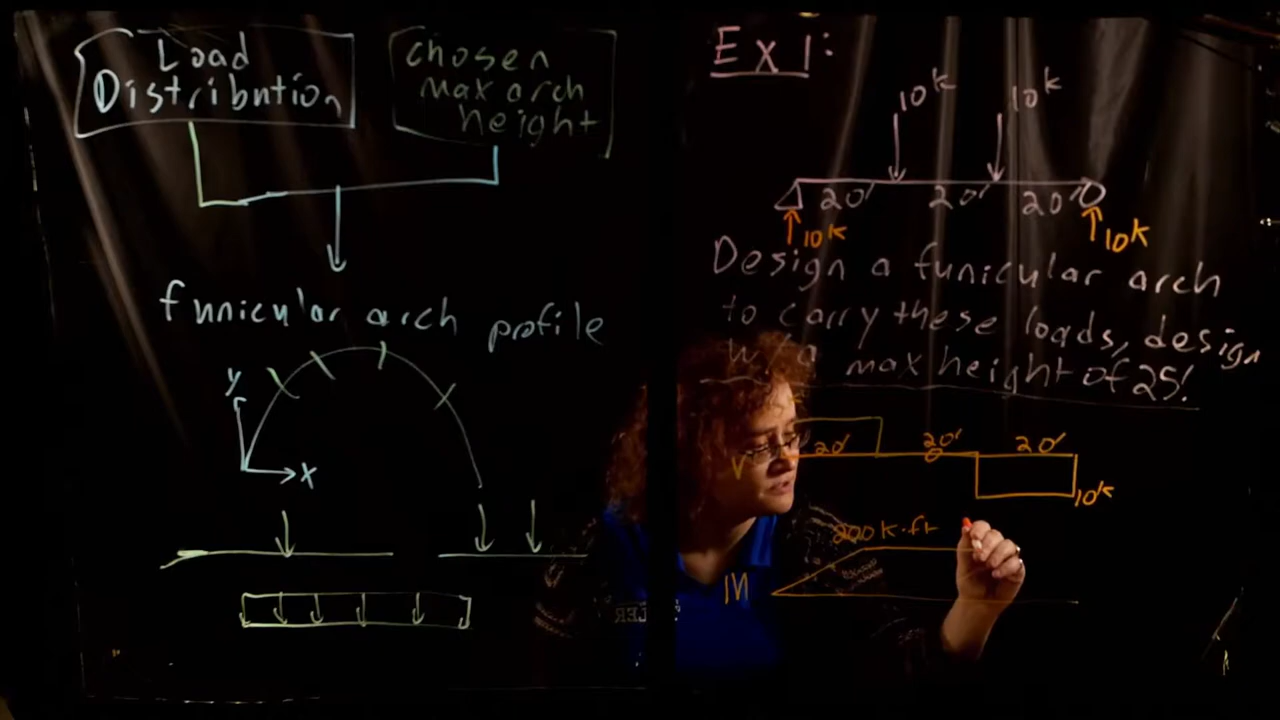 Load
Distribution
chosen
max arch
height
funicular arch profile
y
x
Ex 1:
10k
10k
20'
20'
20'
10k
10k
Design a funicular arch
to carry these loads, design
w/ a max height of 25'!
V
20'
20'
20'
10k
200 k·ft
M